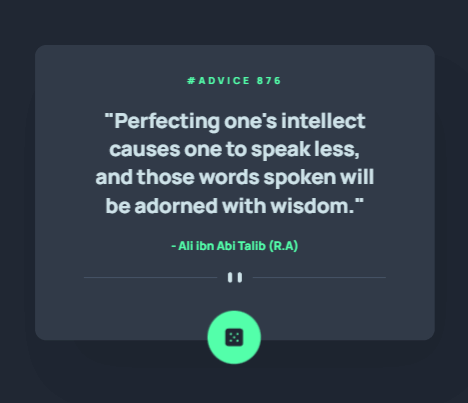 #ADVICE 876
"Perfecting one's intellect
causes one to speak less,
and those words spoken will
be adorned with wisdom."
- Ali ibn Abi Talib (R.A)